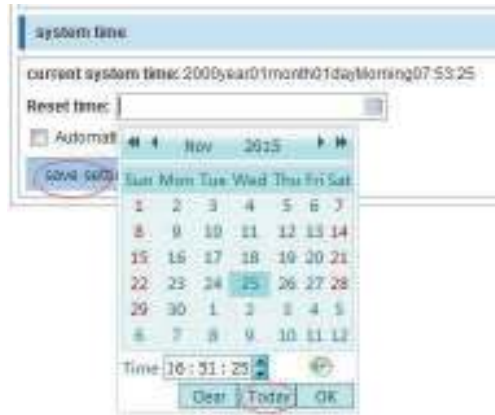 system time
current system time: 2000year01month01dayMorning07:53:25
Reset time:
Automati
save setti
Nov 2015
Sun Mon Tue Wed Thu Fri Sat
1 2 3 4 5 6 7
8 9 10 11 12 13 14
15 16 17 18 19 20 21
22 23 24 25 26 27 28
29 30 1 2 3 4 5
6 7 8 9 10 11 12
Time 16 : 51 : 25
Clear Today OK